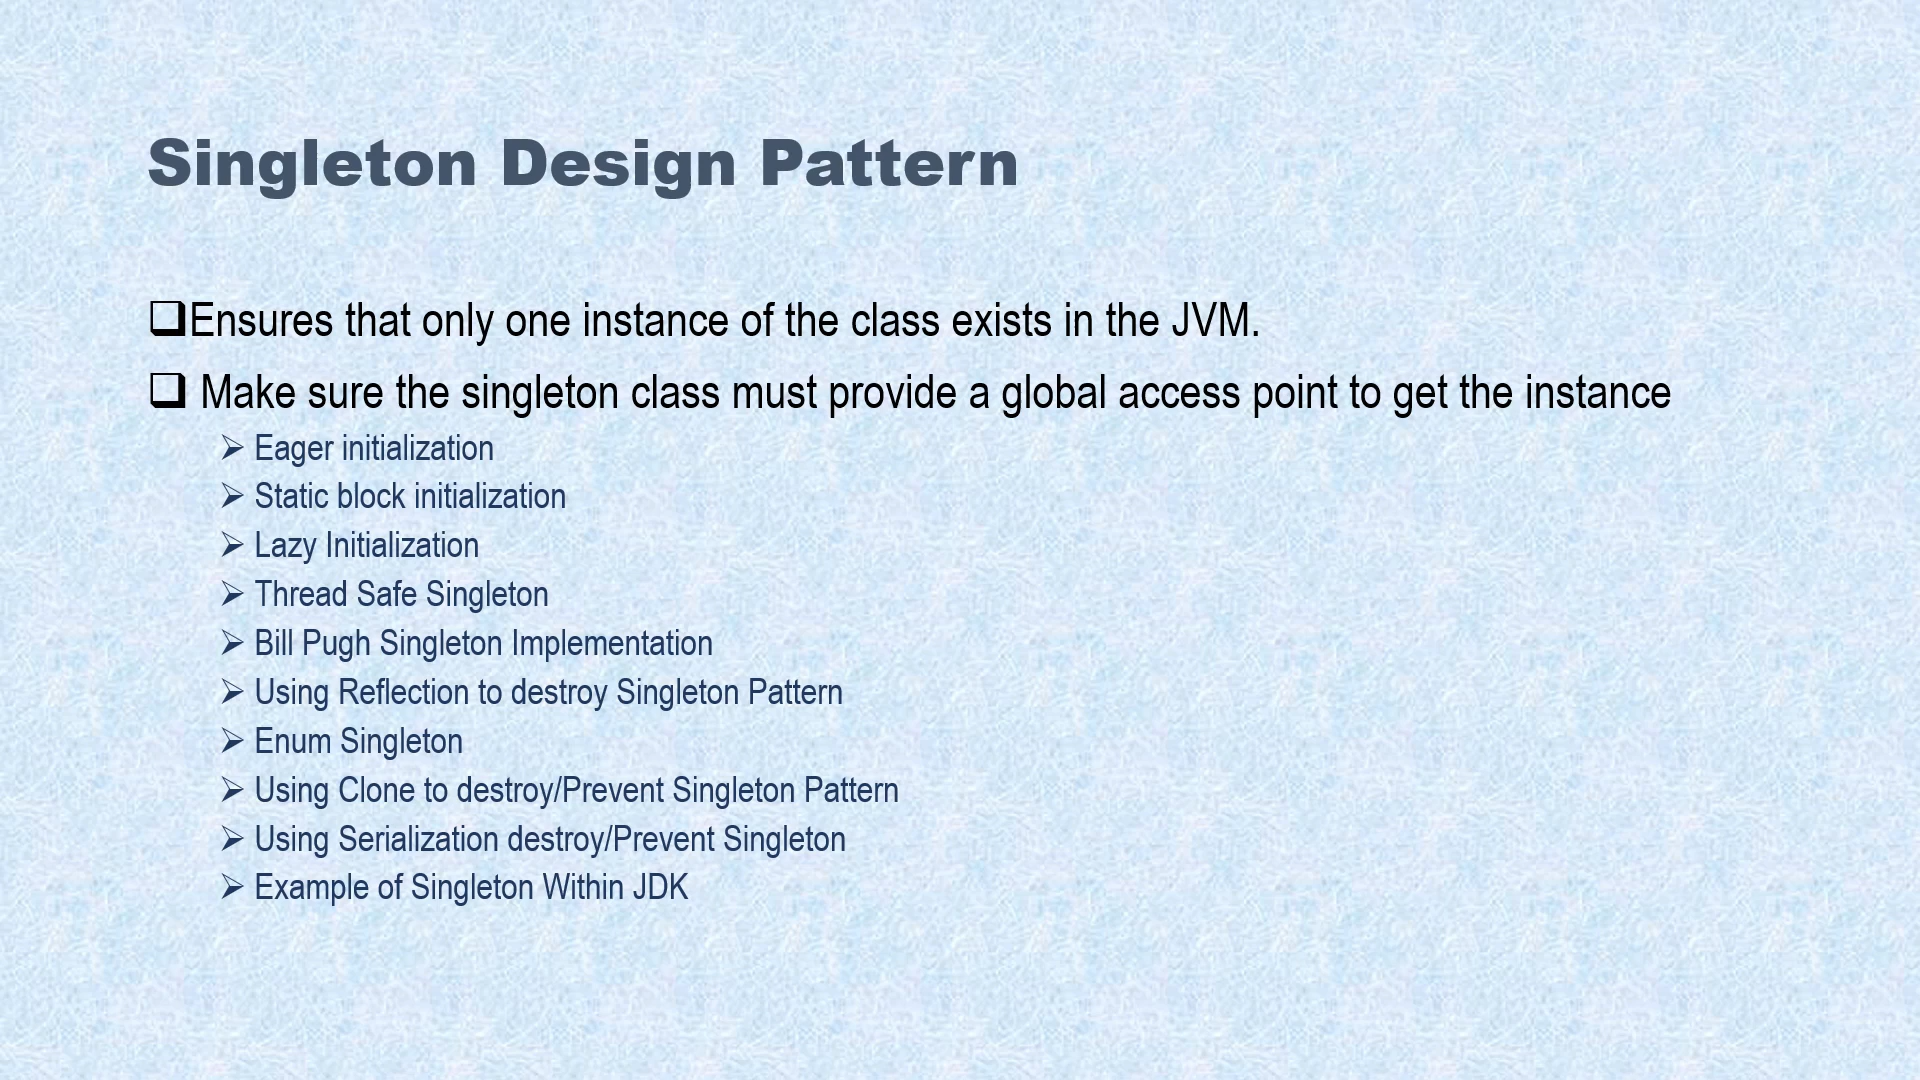 Singleton Design Pattern
❑Ensures that only one instance of the class exists in the JVM.
❑ Make sure the singleton class must provide a global access point to get the instance
➢ Eager initialization
➢ Static block initialization
➢ Lazy Initialization
➢ Thread Safe Singleton
➢ Bill Pugh Singleton Implementation
➢ Using Reflection to destroy Singleton Pattern
➢ Enum Singleton
➢ Using Clone to destroy/Prevent Singleton Pattern
➢ Using Serialization destroy/Prevent Singleton
➢ Example of Singleton Within JDK